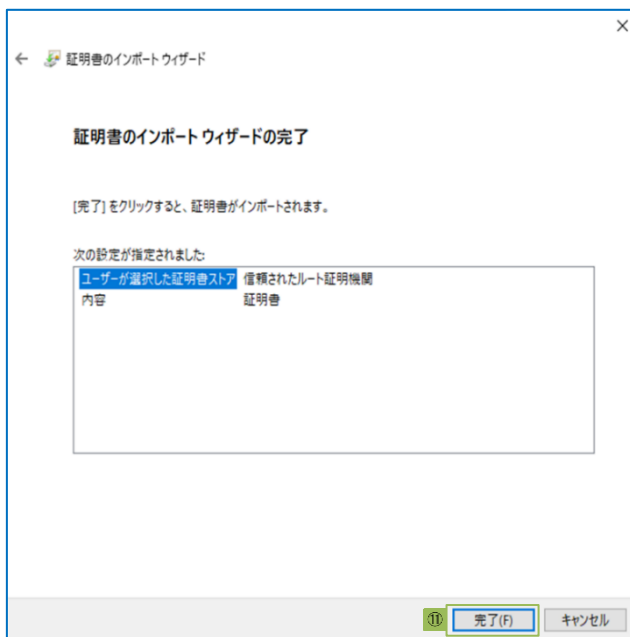 証明書のインポート ウィザード
証明書のインポート ウィザードの完了
[完了] をクリックすると、証明書がインポートされます。
次の設定が指定されました:
ユーザーが選択した証明書ストア 信頼されたルート証明機関
内容 証明書
⑪ 完了(F) キャンセル